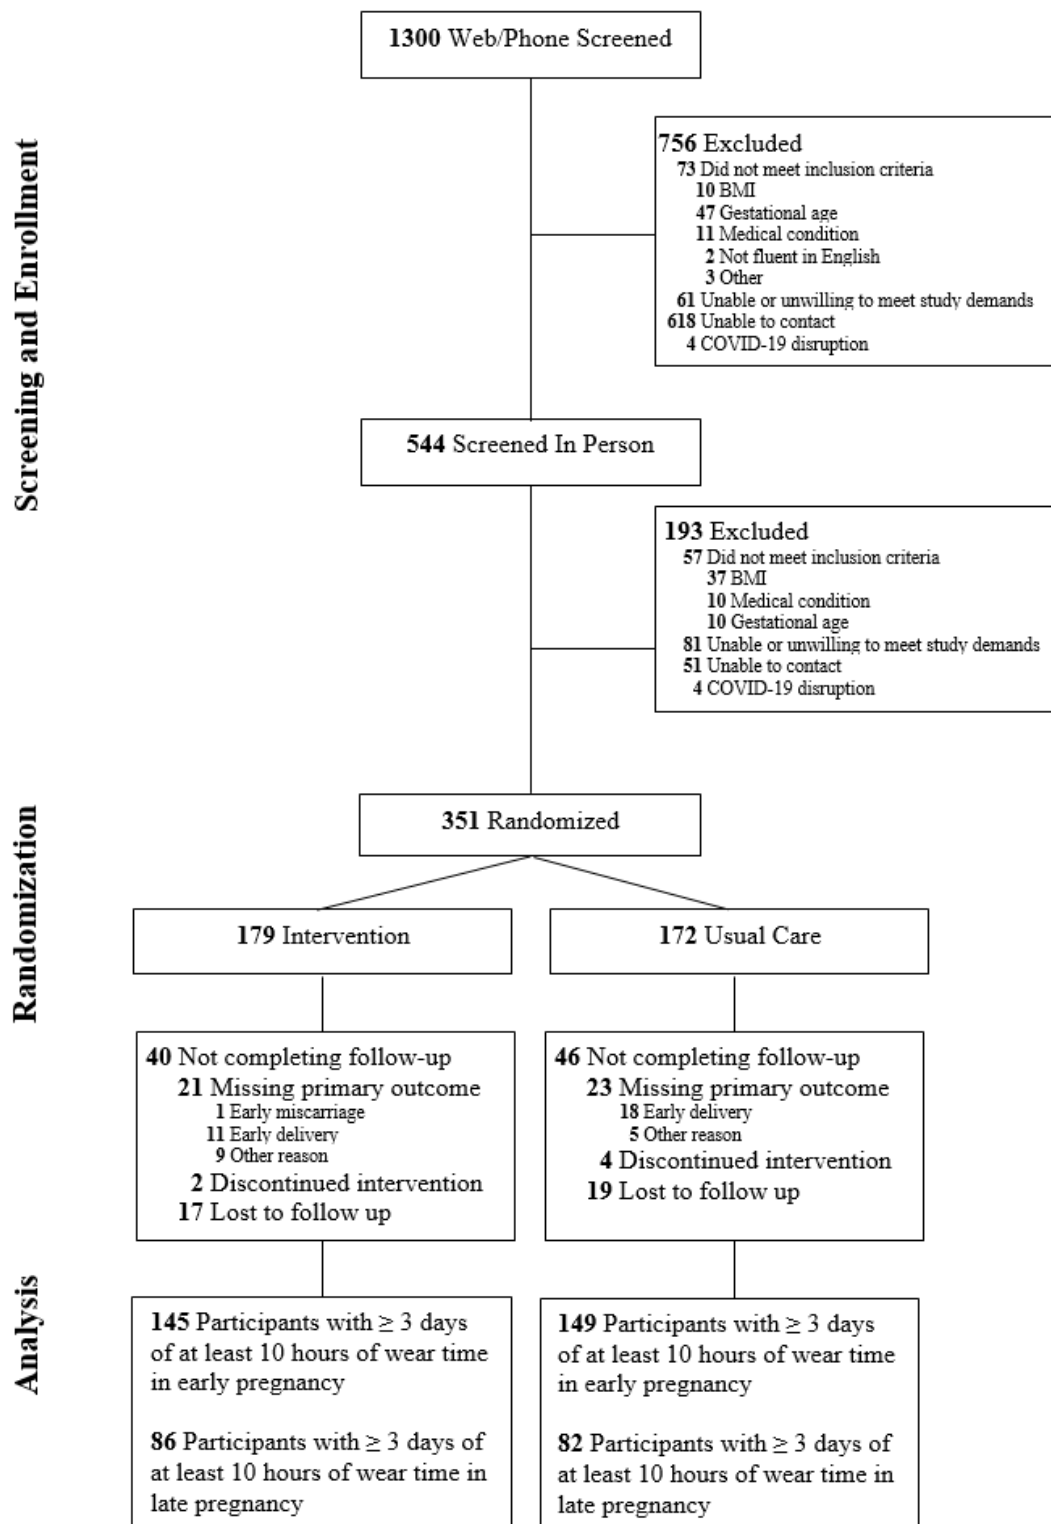 1300 Web/Phone Screened
Screening and Enrollment
756 Excluded
73 Did not meet inclusion criteria
10 BMI
47 Gestational age
11 Medical condition
2 Not fluent in English
3 Other
61 Unable or unwilling to meet study demands
618 Unable to contact
4 COVID-19 disruption
544 Screened In Person
193 Excluded
57 Did not meet inclusion criteria
37 BMI
10 Medical condition
10 Gestational age
81 Unable or unwilling to meet study demands
51 Unable to contact
4 COVID-19 disruption
Randomization
351 Randomized
179 Intervention
172 Usual Care
40 Not completing follow-up
21 Missing primary outcome
1 Early miscarriage
11 Early delivery
9 Other reason
2 Discontinued intervention
17 Lost to follow up
46 Not completing follow-up
23 Missing primary outcome
18 Early delivery
5 Other reason
4 Discontinued intervention
19 Lost to follow up
Analysis
145 Participants with ≥ 3 days
of at least 10 hours of wear time
in early pregnancy
86 Participants with ≥ 3 days of
at least 10 hours of wear time in
late pregnancy
149 Participants with ≥ 3 days
of at least 10 hours of wear time
in early pregnancy
82 Participants with ≥ 3 days of
at least 10 hours of wear time in
late pregnancy